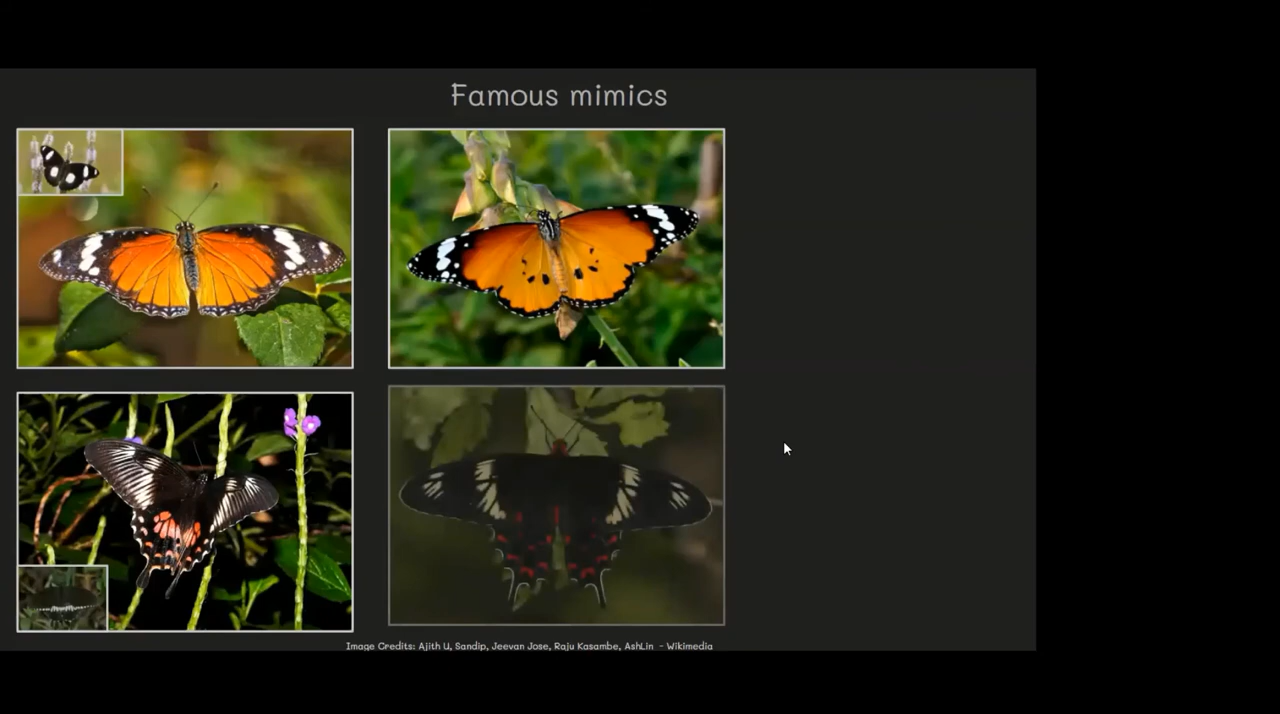 Famous mimics
Image Credits: Ajith U, Sandip, Jeevan Jose, Raju Kasambe, AshLin - Wikimedia